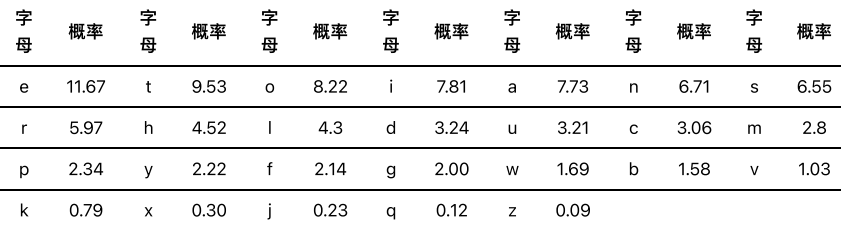 字母 概率 字母 概率 字母 概率 字母 概率 字母 概率 字母 概率 字母 概率
e 11.67 t 9.53 o 8.22 i 7.81 a 7.73 n 6.71 s 6.55
r 5.97 h 4.52 l 4.3 d 3.24 u 3.21 c 3.06 m 2.8
p 2.34 y 2.22 f 2.14 g 2.00 w 1.69 b 1.58 v 1.03
k 0.79 x 0.30 j 0.23 q 0.12 z 0.09